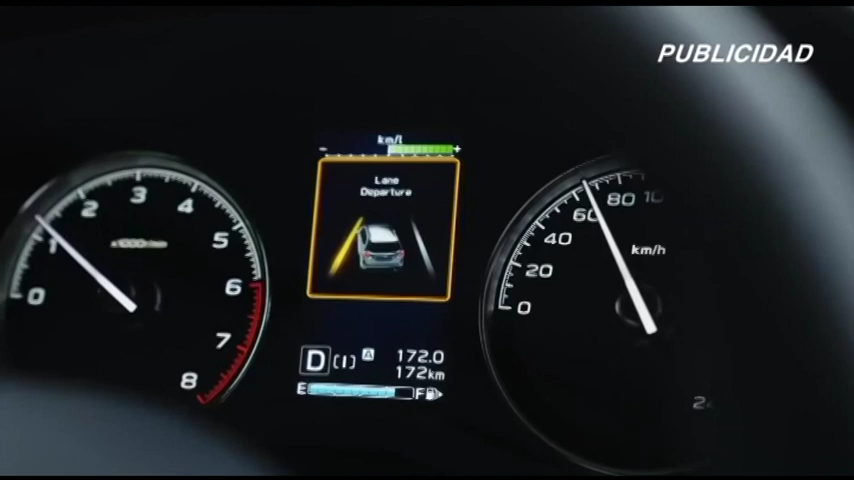 PUBLICIDAD
km/l
- +
Lane
Departure
0 1 2 3 4 5 6 7 8
x1000r/min
0 20 40 60 80 10
km/h
D [I] A 172.0
172km
E F